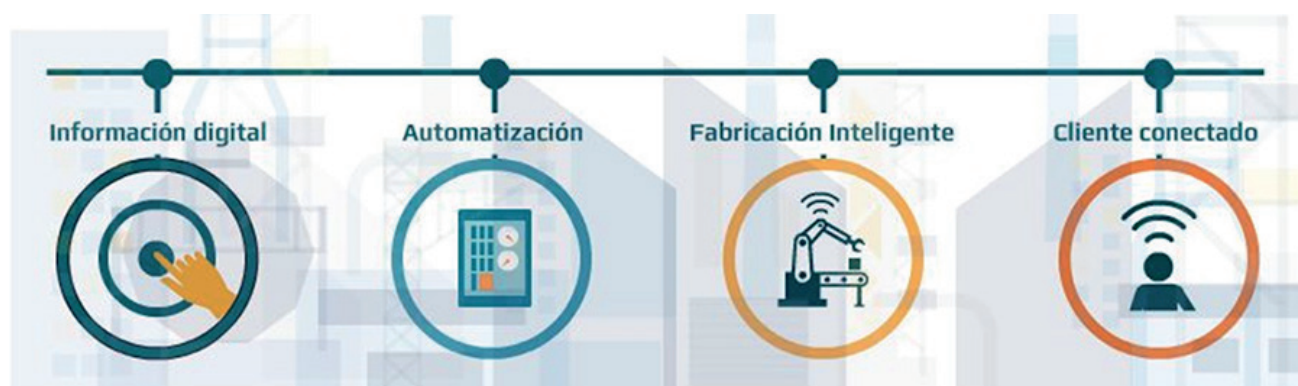 Información digital
Automatización
Fabricación Inteligente
Cliente conectado